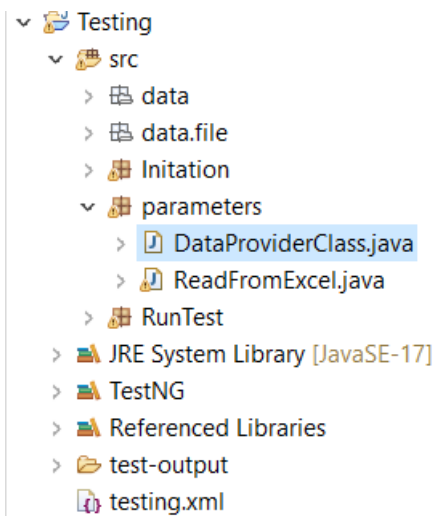 Testing
src
data
data.file
Initation
parameters
DataProviderClass.java
ReadFromExcel.java
RunTest
JRE System Library [JavaSE-17]
TestNG
Referenced Libraries
test-output
testing.xml